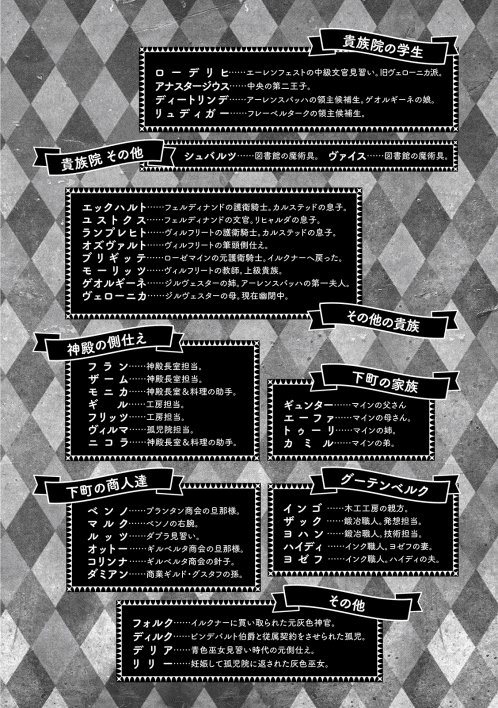 貴族院の学生
ローデリヒ……エーレンフェストの中級文官見習い。旧ヴェローニカ派。
アナスタージウス……中央の第二王子。
ディートリンデ……アーレンスバッハの領主候補生。ゲオルギーネの娘。
リュディガー……フレーベルタークの領主候補生。
貴族院 その他
シュバルツ……図書館の魔術具。 ヴァイス……図書館の魔術具。
エックハルト……フェルディナンドの護衛騎士。カルステッドの息子。
ユストクス……フェルディナンドの文官。リヒャルダの息子。
ランプレヒト……ヴィルフリートの護衛騎士。カルステッドの息子。
オズヴァルト……ヴィルフリートの筆頭側仕え。
ブリギッテ……ローゼマインの元護衛騎士。イルクナーへ戻った。
モーリッツ……ヴィルフリートの教師。上級貴族。
ゲオルギーネ……ジルヴェスターの姉。アーレンスバッハの第一夫人。
ヴェローニカ……ジルヴェスターの母。現在幽閉中。
その他の貴族
神殿の側仕え
フラン……神殿長室担当。
ザーム……神殿長室担当。
モニカ……神殿長室&料理の助手。
ギル……工房担当。
フリッツ……工房担当。
ヴィルマ……孤児院担当。
ニコラ……神殿長室&料理の助手。
下町の家族
ギュンター……マインの父さん
エーファ……マインの母さん。
トゥーリ……マインの姉。
カミル……マインの弟。
下町の商人達
ベンノ……プランタン商会の旦那様。
マルク……ベンノの右腕。
ルッツ……ダプラ見習い。
オットー……ギルベルタ商会の旦那様。
コリンナ……ギルベルタ商会の針子。
ダミアン……商業ギルド・グスタフの孫。
グーテンベルク
インゴ……木工工房の親方。
ザック……鍛冶職人。発想担当。
ヨハン……鍛冶職人。技術担当。
ハイディ……インク職人。ヨゼフの妻。
ヨゼフ……インク職人。ハイディの夫。
その他
フォルク……イルクナーに買い取られた元灰色神官。
ディルク……ビンデバルト伯爵と従属契約をさせられた孤児。
デリア……青色巫女見習い時代の元側仕え。
リリー……妊娠して孤児院に返された灰色巫女。